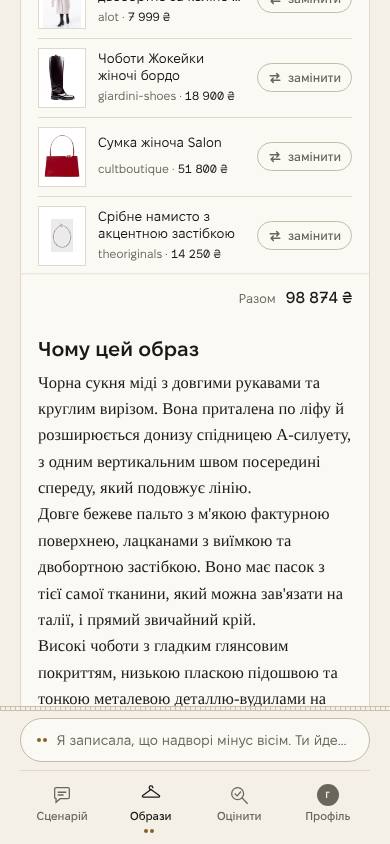 alot · 7 999 ₴
замінити
Чоботи Жокейки
жіночі бордо
giardini-shoes · 18 900 ₴
замінити
Сумка жіноча Salon
cultboutique · 51 800 ₴
замінити
Срібне намисто з
акцентною застібкою
theoriginals · 14 250 ₴
замінити
Разом 98 874 ₴
Чому цей образ
Чорна сукня міді з довгими рукавами та
круглим вирізом. Вона приталена по ліфу й
розширюється донизу спідницею А-силуету,
з одним вертикальним швом посередині
спереду, який подовжує лінію.
Довге бежеве пальто з м'якою фактурною
поверхнею, лацканами з виїмкою та
двобортною застібкою. Воно має пасок з
тієї самої тканини, який можна зав'язати на
талії, і прямий звичайний крій.
Високі чоботи з гладким глянсовим
покриттям, низькою пласкою підошвою та
тонкою металевою деталлю-вудилами на
Я записала, що надворі мінус вісім. Ти йде...
Сценарій
Образи
Оцінити
Г
Профіль